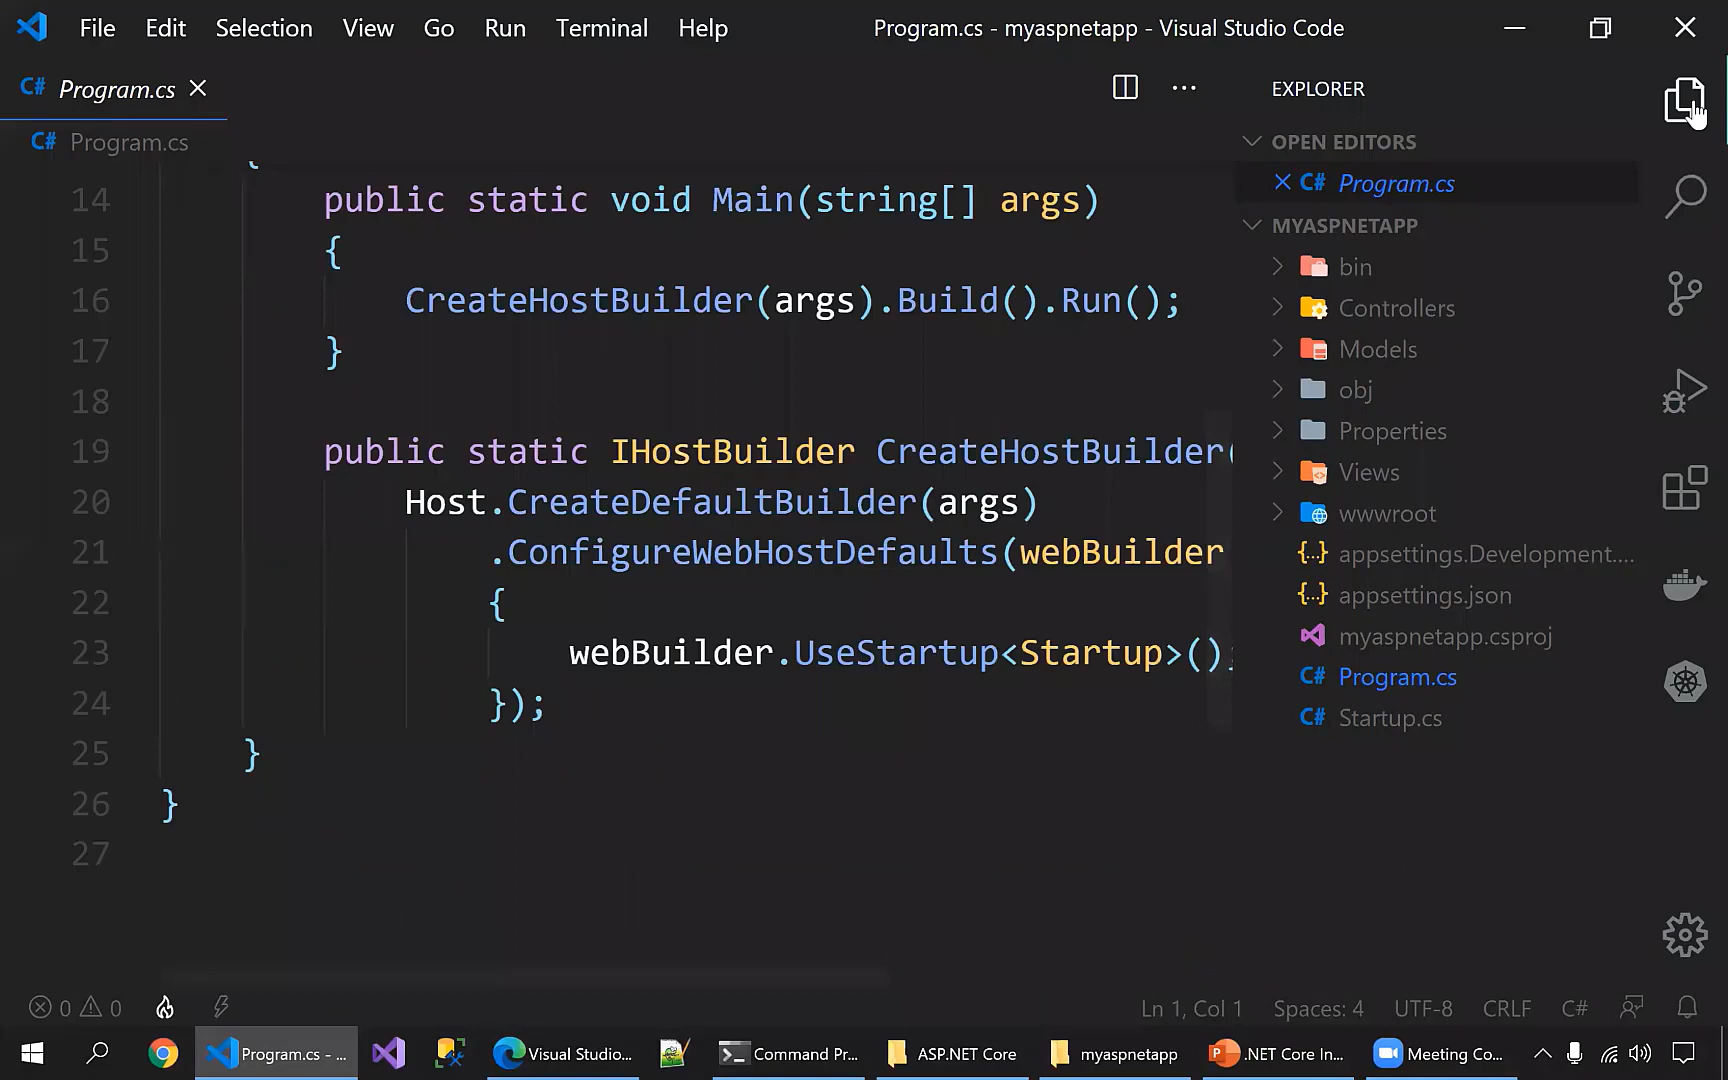 File Edit Selection View Go Run Terminal Help Program.cs - myaspnetapp - Visual Studio Code
C# Program.cs
C# Program.cs
{
14 public static void Main(string[] args)
15 {
16 CreateHostBuilder(args).Build().Run();
17 }
18
19 public static IHostBuilder CreateHostBuilder(
20 Host.CreateDefaultBuilder(args)
21 .ConfigureWebHostDefaults(webBuilder
22 {
23 webBuilder.UseStartup<Startup>();
24 });
25 }
26 }
27
EXPLORER
OPEN EDITORS
C# Program.cs
MYASPNETAPP
bin
Controllers
Models
obj
Properties
Views
wwwroot
{..} appsettings.Development....
{..} appsettings.json
myaspnetapp.csproj
C# Program.cs
C# Startup.cs
0 0 Ln 1, Col 1 Spaces: 4 UTF-8 CRLF C#
Program.cs - ... Visual Studio... Command Pr... ASP.NET Core myaspnetapp .NET Core In... Meeting Co...